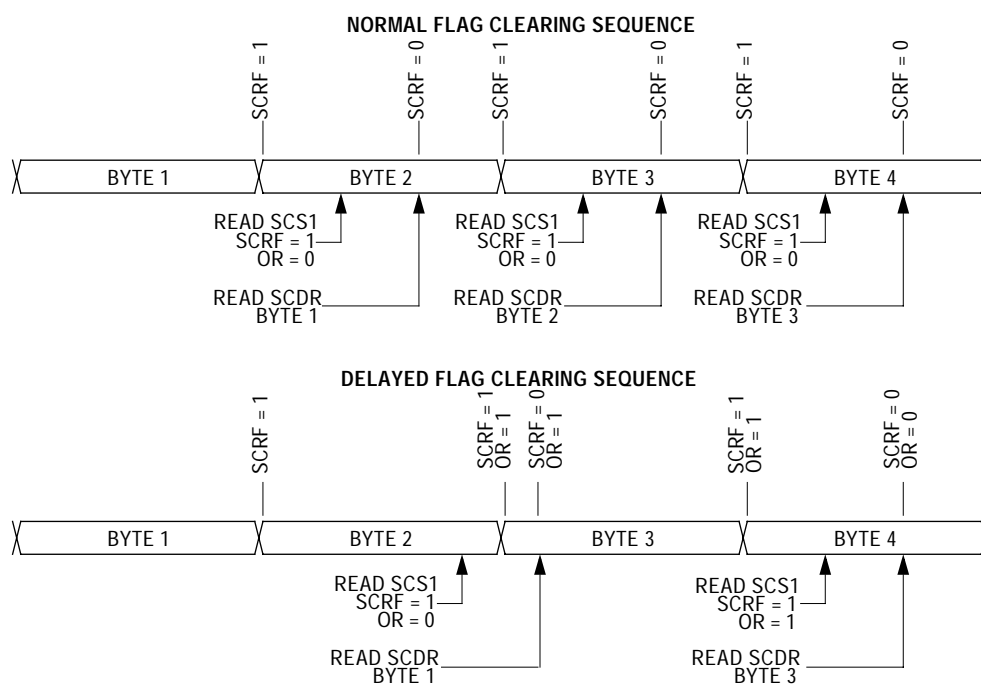 NORMAL FLAG CLEARING SEQUENCE
SCRF = 1
SCRF = 0
SCRF = 1
SCRF = 0
SCRF = 1
SCRF = 0
BYTE 1
BYTE 2
BYTE 3
BYTE 4
READ SCS1
SCRF = 1
OR = 0
READ SCS1
SCRF = 1
OR = 0
READ SCS1
SCRF = 1
OR = 0
READ SCDR
BYTE 1
READ SCDR
BYTE 2
READ SCDR
BYTE 3
DELAYED FLAG CLEARING SEQUENCE
SCRF = 1
SCRF = 1
OR = 1
SCRF = 0
OR = 1
SCRF = 1
OR = 1
SCRF = 0
OR = 0
BYTE 1
BYTE 2
BYTE 3
BYTE 4
READ SCS1
SCRF = 1
OR = 0
READ SCS1
SCRF = 1
OR = 1
READ SCDR
BYTE 1
READ SCDR
BYTE 3